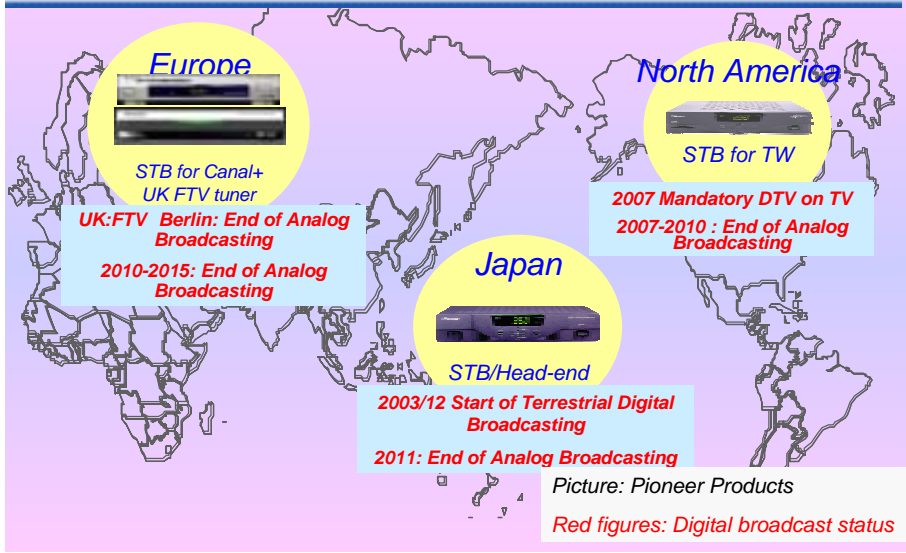 Europe
STB for Canal+
UK FTV tuner
UK:FTV Berlin: End of Analog
Broadcasting
2010-2015: End of Analog
Broadcasting
North America
STB for TW
2007 Mandatory DTV on TV
2007-2010 : End of Analog
Broadcasting
Japan
STB/Head-end
2003/12 Start of Terrestrial Digital
Broadcasting
2011: End of Analog Broadcasting
Picture: Pioneer Products
Red figures: Digital broadcast status